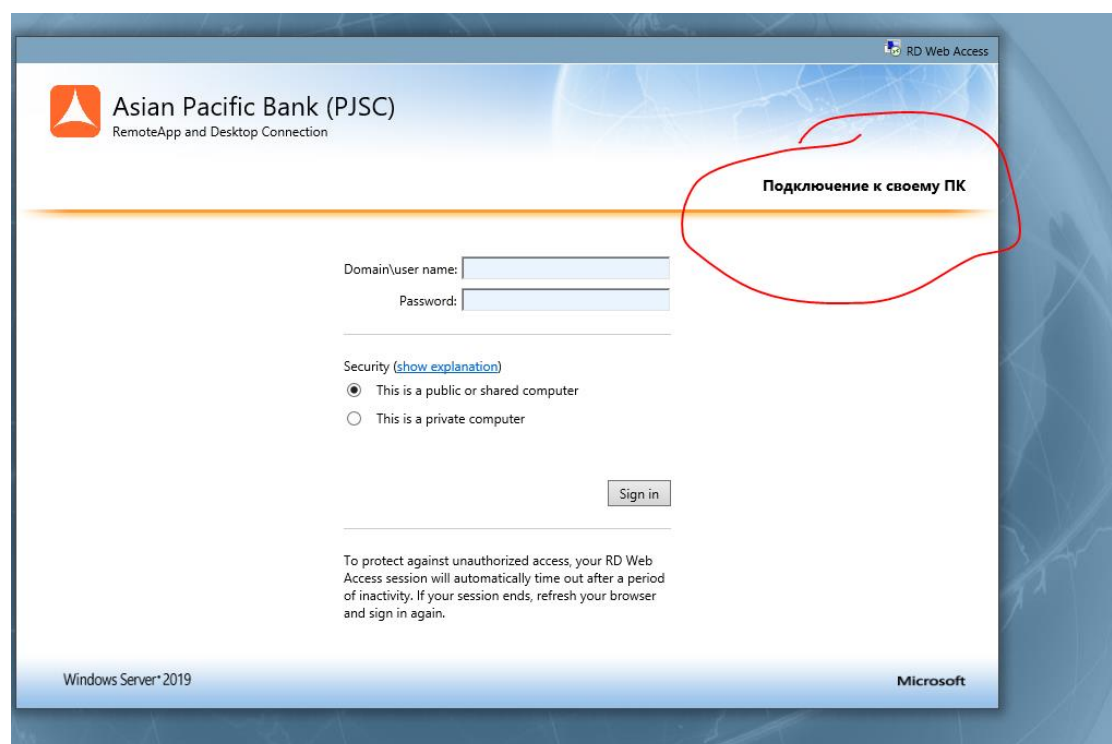 RD Web Access
Asian Pacific Bank (PJSC)
RemoteApp and Desktop Connection
Подключение к своему ПК
Domain\user name:
Password:
Security (show explanation)
This is a public or shared computer
This is a private computer
Sign in
To protect against unauthorized access, your RD Web
Access session will automatically time out after a period
of inactivity. If your session ends, refresh your browser
and sign in again.
Windows Server® 2019
Microsoft